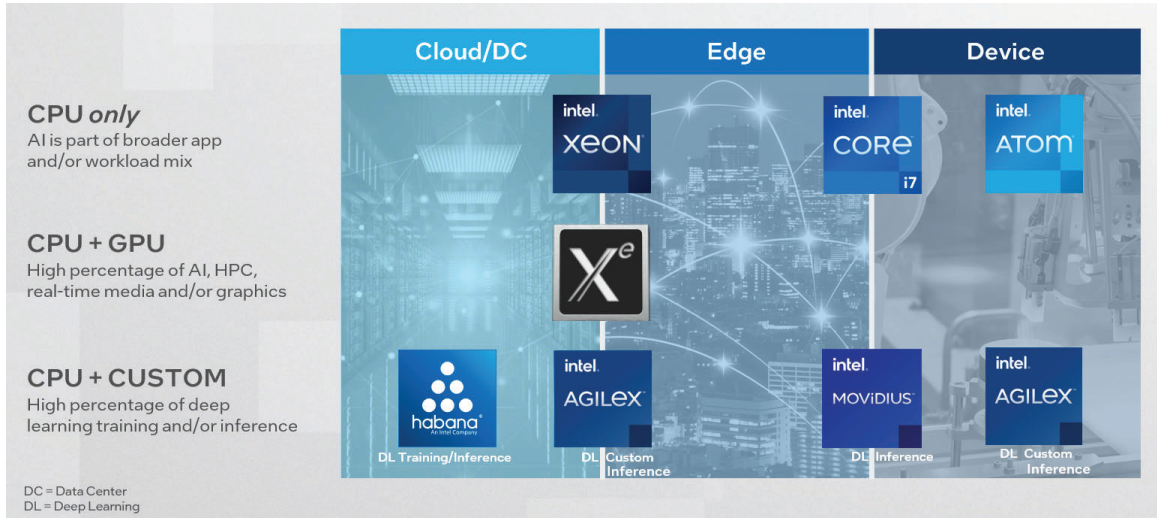 Cloud/DC
Edge
Device
CPU only
AI is part of broader app
and/or workload mix
intel.
XEON
intel.
CORE
i7
intel.
ATOM
CPU + GPU
High percentage of AI, HPC,
real-time media and/or graphics
Xe
CPU + CUSTOM
High percentage of deep
learning training and/or inference
habana
An Intel Company
DL Training/Inference
intel.
AGILEX™
DL Custom
Inference
intel.
MOVIDIUS™
DL Inference
intel.
AGILEX™
DL Custom
Inference
DC = Data Center
DL = Deep Learning